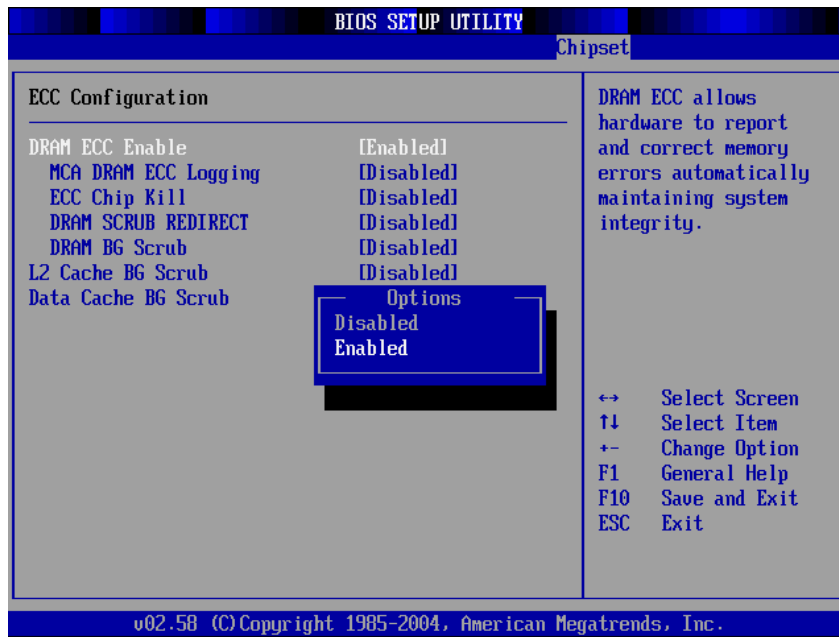 BIOS SETUP UTILITY
Chipset
ECC Configuration
DRAM ECC Enable [Enabled]
MCA DRAM ECC Logging [Disabled]
ECC Chip Kill [Disabled]
DRAM SCRUB REDIRECT [Disabled]
DRAM BG Scrub [Disabled]
L2 Cache BG Scrub [Disabled]
Data Cache BG Scrub
Options
Disabled
Enabled
DRAM ECC allows
hardware to report
and correct memory
errors automatically
maintaining system
integrity.
↔ Select Screen
↑↓ Select Item
+- Change Option
F1 General Help
F10 Save and Exit
ESC Exit
v02.58 (C)Copyright 1985-2004, American Megatrends, Inc.